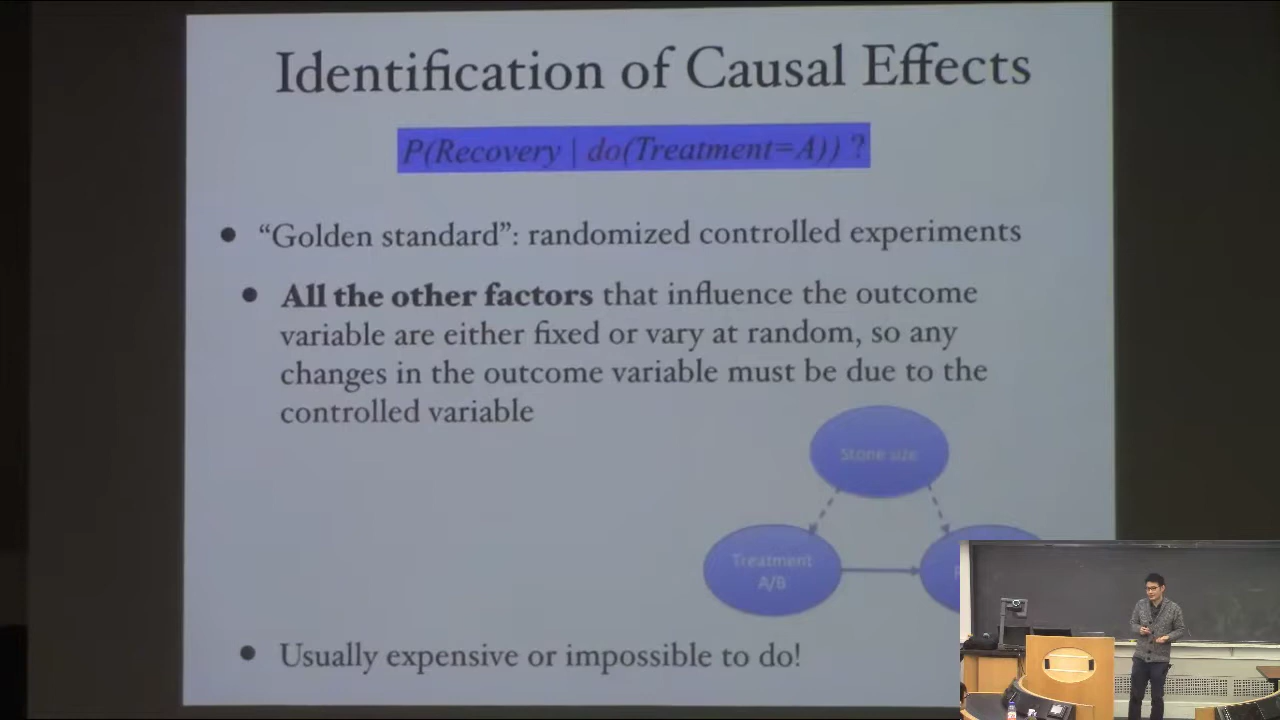 Identification of Causal Effects
P(Recovery | do(Treatment=A)) ?
• “Golden standard”: randomized controlled experiments
• All the other factors that influence the outcome
variable are either fixed or vary at random, so any
changes in the outcome variable must be due to the
controlled variable
Stone size
Treatment
A/B
• Usually expensive or impossible to do!